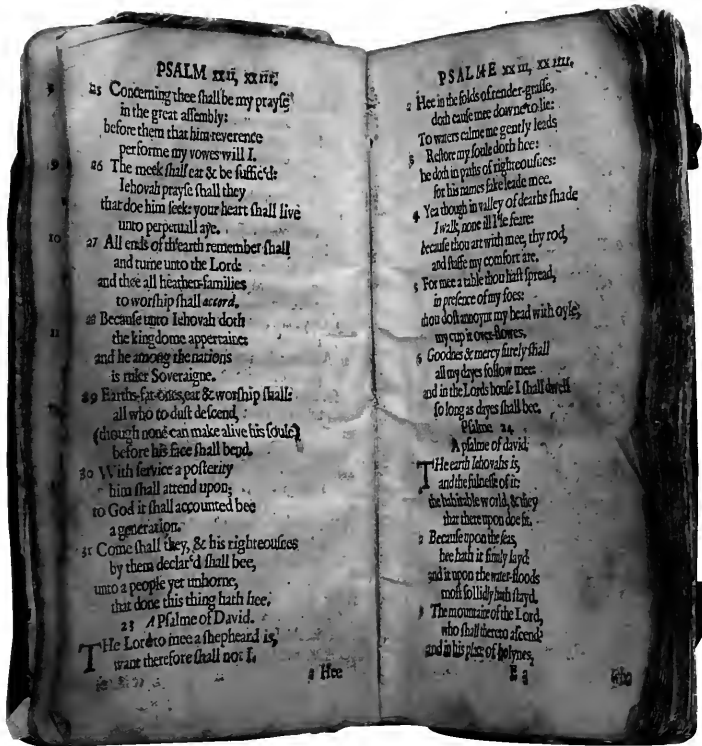 PSALM xxii, xxiii.
25 Concerning thee ſhall be my prayſe
in the great aſſembly:
before them that him reverence
performe my vowes will I.
26 The meek ſhall eat & be ſuffic'd:
Iehovah prayſe ſhall they
that doe him ſeek: your heart ſhall live
unto perpetuall aye.
27 All ends of th'earth remember ſhall
and turne unto the Lord:
and thee all heathen-families
to worſhip ſhall accord.
28 Becauſe unto Iehovah doth
the kingdome appertaine:
and he among the nations
is ruler Soveraigne.
29 Earths-fat-ones, eat & worſhip ſhall:
all who to duſt deſcend,
(though none can make alive his ſoule)
before his face ſhall bend.
30 With ſervice a poſterity
him ſhall attend upon;
to God it ſhall accounted bee
a generation.
31 Come ſhall they, & his righteouſnes
by them declar'd ſhall bee,
unto a people yet unborne,
that done this thing hath hee.
23 A Pſalme of David.
THe Lord to mee a ſhepheard is,
want therefore ſhall not I.
2 Hee
PSALME xxiii, xxiiii.
2 Hee in the folds of tender-graſſe,
doth cauſe mee downe to lie:
To waters calme me gently leads
3 Reſtore my ſoule doth hee:
he doth in paths of righteouſnes:
for his names ſake leade mee.
4 Yea though in valley of deaths ſhade
I walk, none ill I'le feare:
becauſe thou art with mee, thy rod,
and ſtaffe my comfort are.
5 For mee a table thou haſt ſpread,
in preſence of my foes:
thou doſt annoynt my head with oyle,
my cup it over-flowes.
6 Goodnes & mercy ſurely ſhall
all my dayes follow mee:
and in the Lords houſe I ſhall dwell
ſo long as dayes ſhall bee.
Pſalme 24
A pſalme of david.
THe earth Iehovahs is,
and the fulneſſe of it:
the habitable world, & they
that there upon doe ſit.
2 Becauſe upon the ſeas,
hee hath it firmly layd:
and it upon the water-floods
moſt ſollidly hath ſtayd.
3 The mountaine of the Lord,
who ſhall thereto aſcend?
and in his place of holynes,